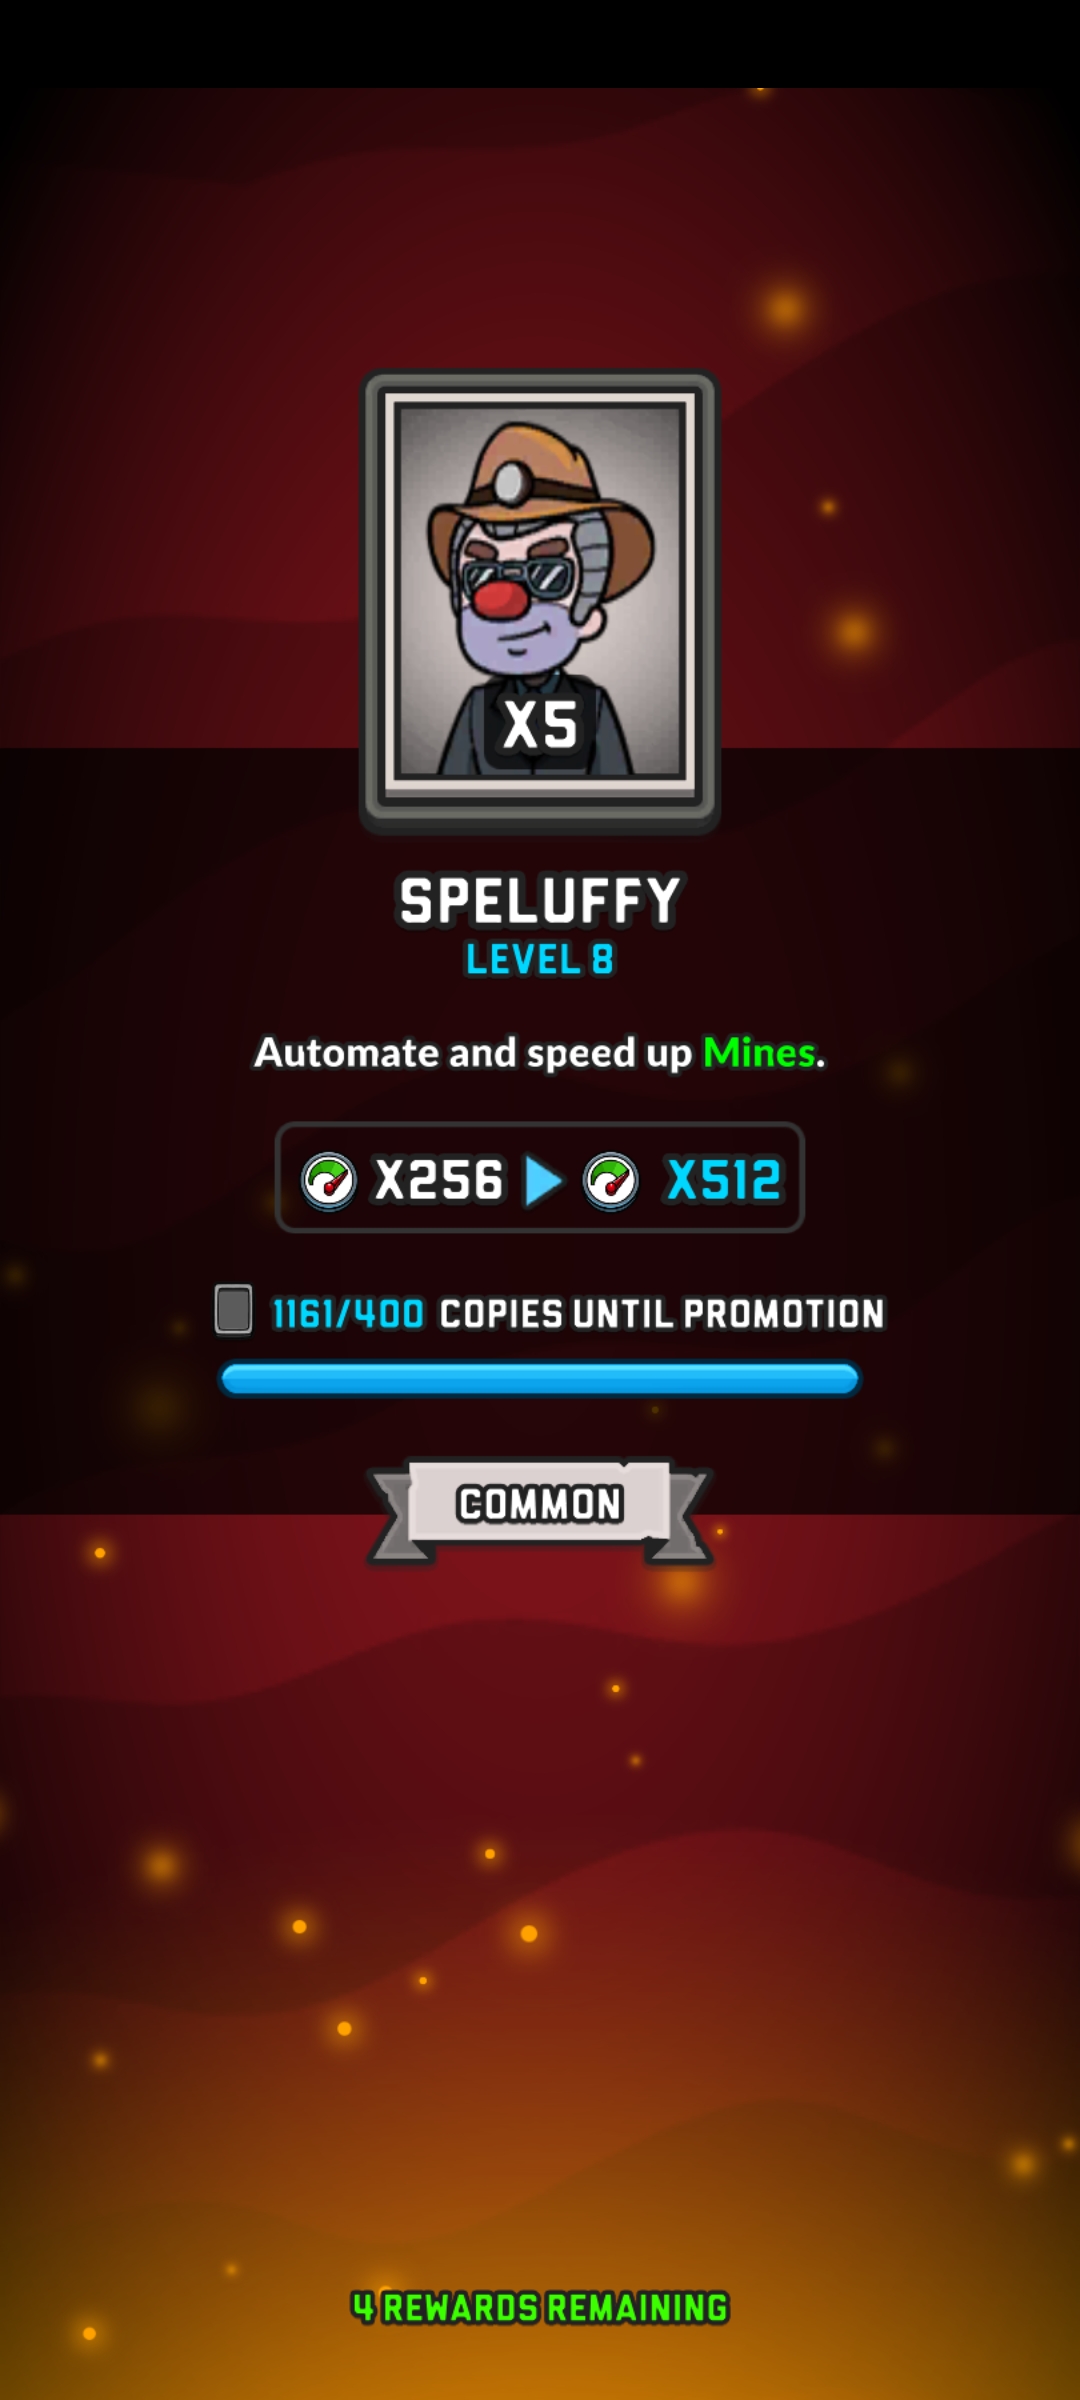 X5
SPELUFFY
LEVEL 8
Automate and speed up Mines.
X256 X512
1161/400 COPIES UNTIL PROMOTION
COMMON
4 REWARDS REMAINING